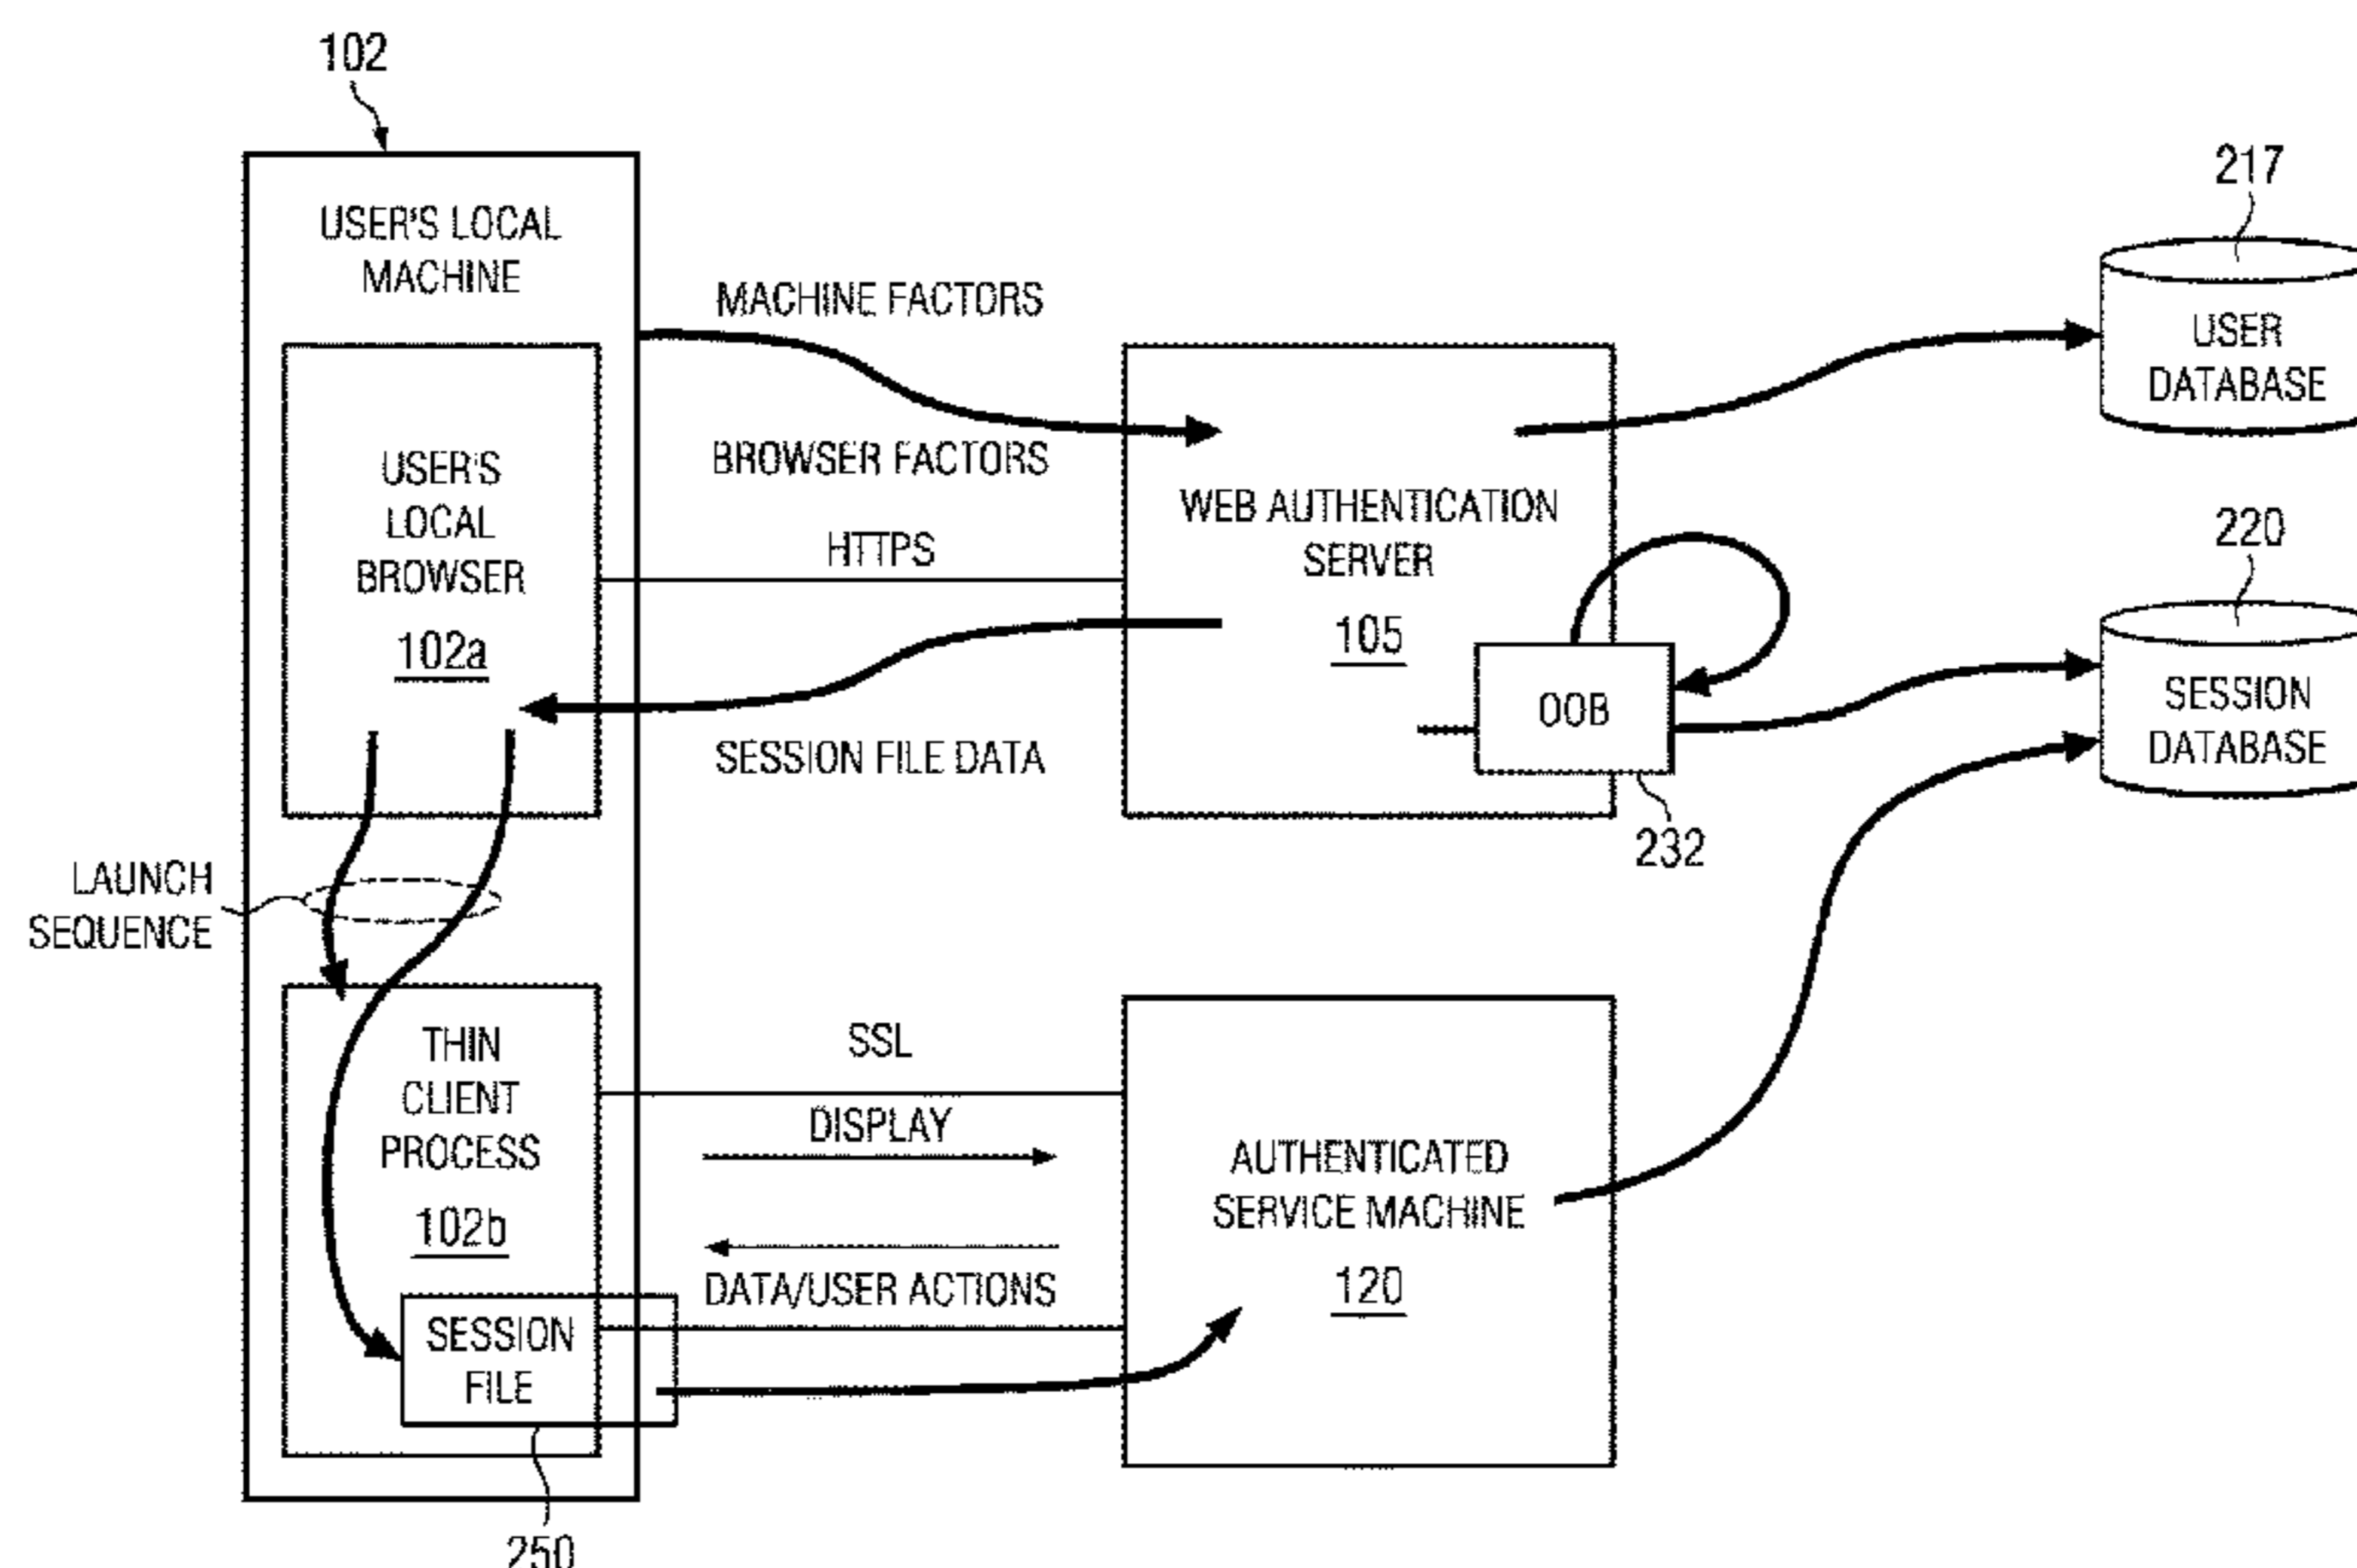 102
USER'S LOCAL
MACHINE
217
MACHINE FACTORS
USER
DATABASE
BROWSER FACTORS
USER'S
LOCAL
BROWSER
102a
WEB AUTHENTICATION
SERVER
105
HTTPS
220
OOB
SESSION
DATABASE
SESSION FILE DATA
232
LAUNCH
SEQUENCE
THIN
CLIENT
PROCESS
102b
SSL
DISPLAY
AUTHENTICATED
SERVICE MACHINE
120
DATA/USER ACTIONS
SESSION
FILE
250